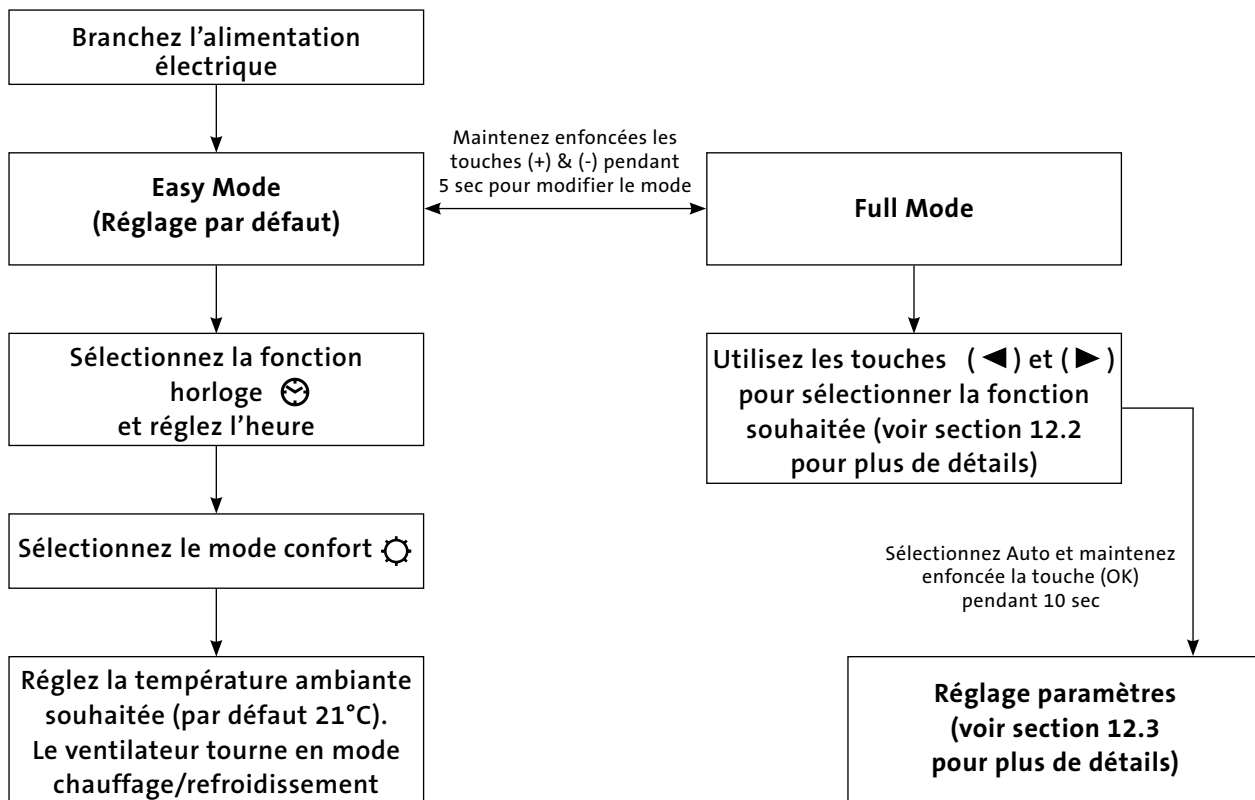 Branchez l'alimentation
électrique
Easy Mode
(Réglage par défaut)
Maintenez enfoncées les
touches (+) & (-) pendant
5 sec pour modifier le mode
Full Mode
Sélectionnez la fonction
horloge
et réglez l'heure
Utilisez les touches (◀) et (▶)
pour sélectionner la fonction
souhaitée (voir section 12.2
pour plus de détails)
Sélectionnez le mode confort
Sélectionnez Auto et maintenez
enfoncée la touche (OK)
pendant 10 sec
Réglez la température ambiante
souhaitée (par défaut 21°C).
Le ventilateur tourne en mode
chauffage/refroidissement
Réglage paramètres
(voir section 12.3
pour plus de détails)